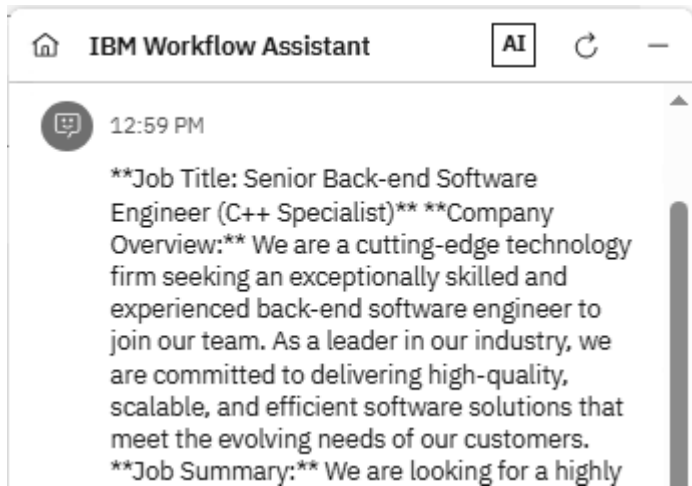 IBM Workflow Assistant
AI
12:59 PM
**Job Title: Senior Back-end Software
Engineer (C++ Specialist)** **Company
Overview:** We are a cutting-edge technology
firm seeking an exceptionally skilled and
experienced back-end software engineer to
join our team. As a leader in our industry, we
are committed to delivering high-quality,
scalable, and efficient software solutions that
meet the evolving needs of our customers.
**Job Summary:** We are looking for a highly